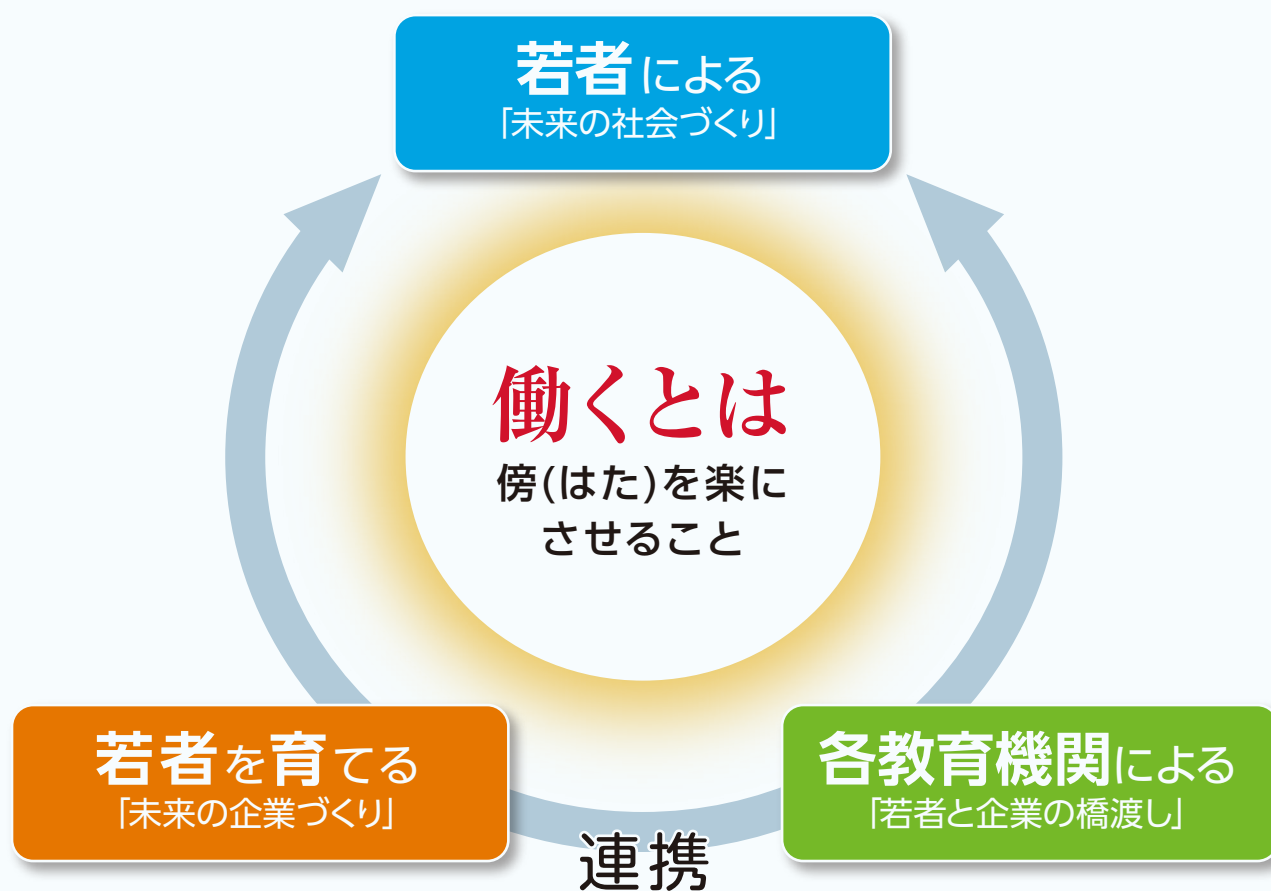 若者による
「未来の社会づくり」
働くとは
傍(はた)を楽に
させること
若者を育てる
「未来の企業づくり」
各教育機関による
「若者と企業の橋渡し」
連携